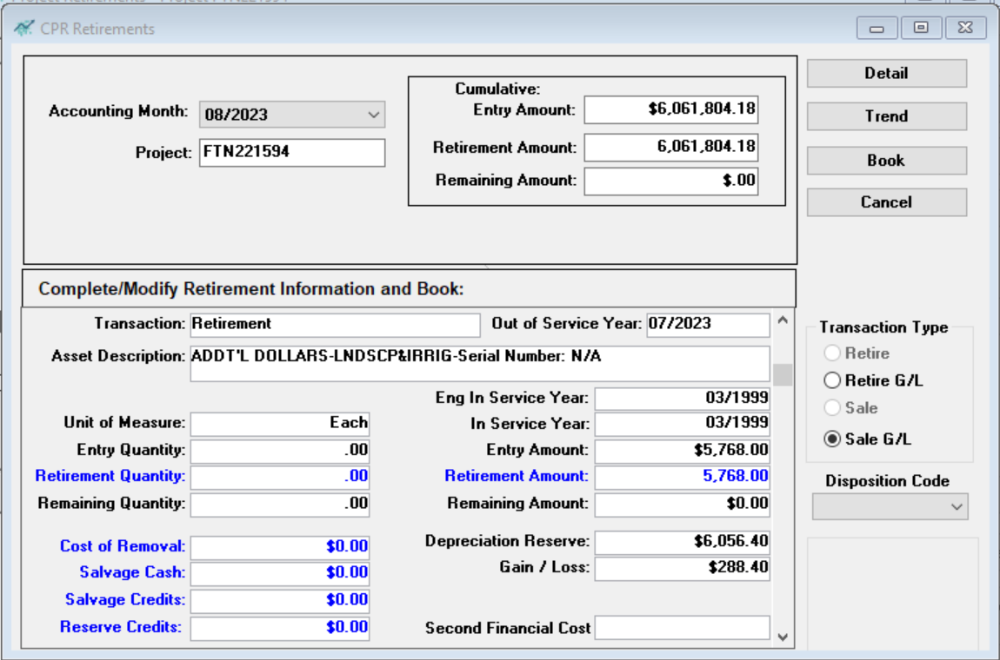 CPR Retirements
Accounting Month: 08/2023
Project: FTN221594
Cumulative:
Entry Amount: $6,061,804.18
Retirement Amount: 6,061,804.18
Remaining Amount: $.00
Detail
Trend
Book
Cancel
Complete/Modify Retirement Information and Book:
Transaction: Retirement Out of Service Year: 07/2023
Asset Description: ADDT'L DOLLARS-LNDSCP&IRRIG-Serial Number: N/A
Eng In Service Year: 03/1999
Unit of Measure: Each In Service Year: 03/1999
Entry Quantity: .00 Entry Amount: $5,768.00
Retirement Quantity: .00 Retirement Amount: 5,768.00
Remaining Quantity: .00 Remaining Amount: $0.00
Cost of Removal: $0.00 Depreciation Reserve: $6,056.40
Salvage Cash: $0.00 Gain / Loss: $288.40
Salvage Credits: $0.00
Reserve Credits: $0.00 Second Financial Cost
Transaction Type
Retire
Retire G/L
Sale
Sale G/L
Disposition Code